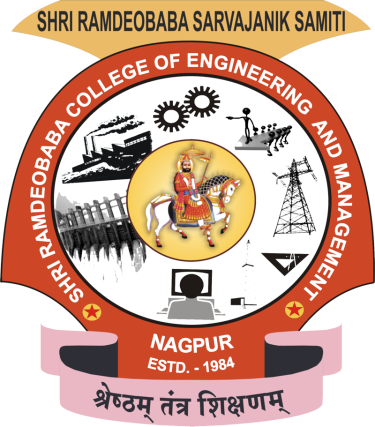 SHRI RAMDEOBABA SARVAJANIK SAMITI
SHRI RAMDEOBABA COLLEGE OF ENGINEERING AND MANAGEMENT
NAGPUR
ESTD. - 1984
श्रेष्ठम् तंत्र शिक्षणम्